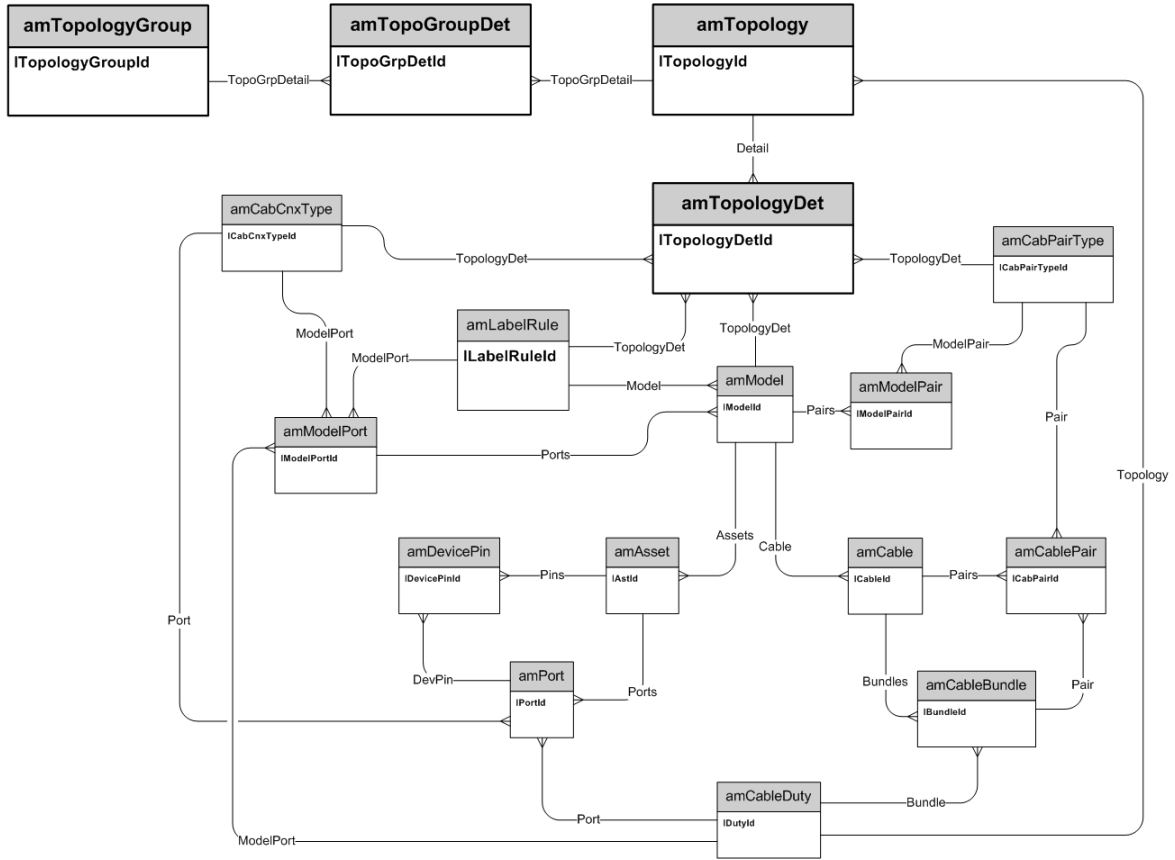 amTopologyGroup
lTopologyGroupId
TopoGrpDetail
amTopoGroupDet
lTopoGrpDetId
TopoGrpDetail
amTopology
lTopologyId
Detail
amTopologyDet
lTopologyDetId
amCabCnxType
lCabCnxTypeId
TopologyDet
TopologyDet
amCabPairType
lCabPairTypeId
ModelPort
amLabelRule
lLabelRuleId
ModelPort
TopologyDet
TopologyDet
Model
ModelPair
amModel
lModelId
Pairs
amModelPair
lModelPairId
Pair
amModelPort
lModelPortId
Ports
Topology
Assets
Cable
amDevicePin
lDevicePinId
Pins
amAsset
lAstId
amCable
lCableId
Pairs
amCablePair
lCabPairId
Port
DevPin
amPort
lPortId
Ports
Bundles
amCableBundle
lBundleId
Pair
amCableDuty
lDutyId
Port
Bundle
ModelPort